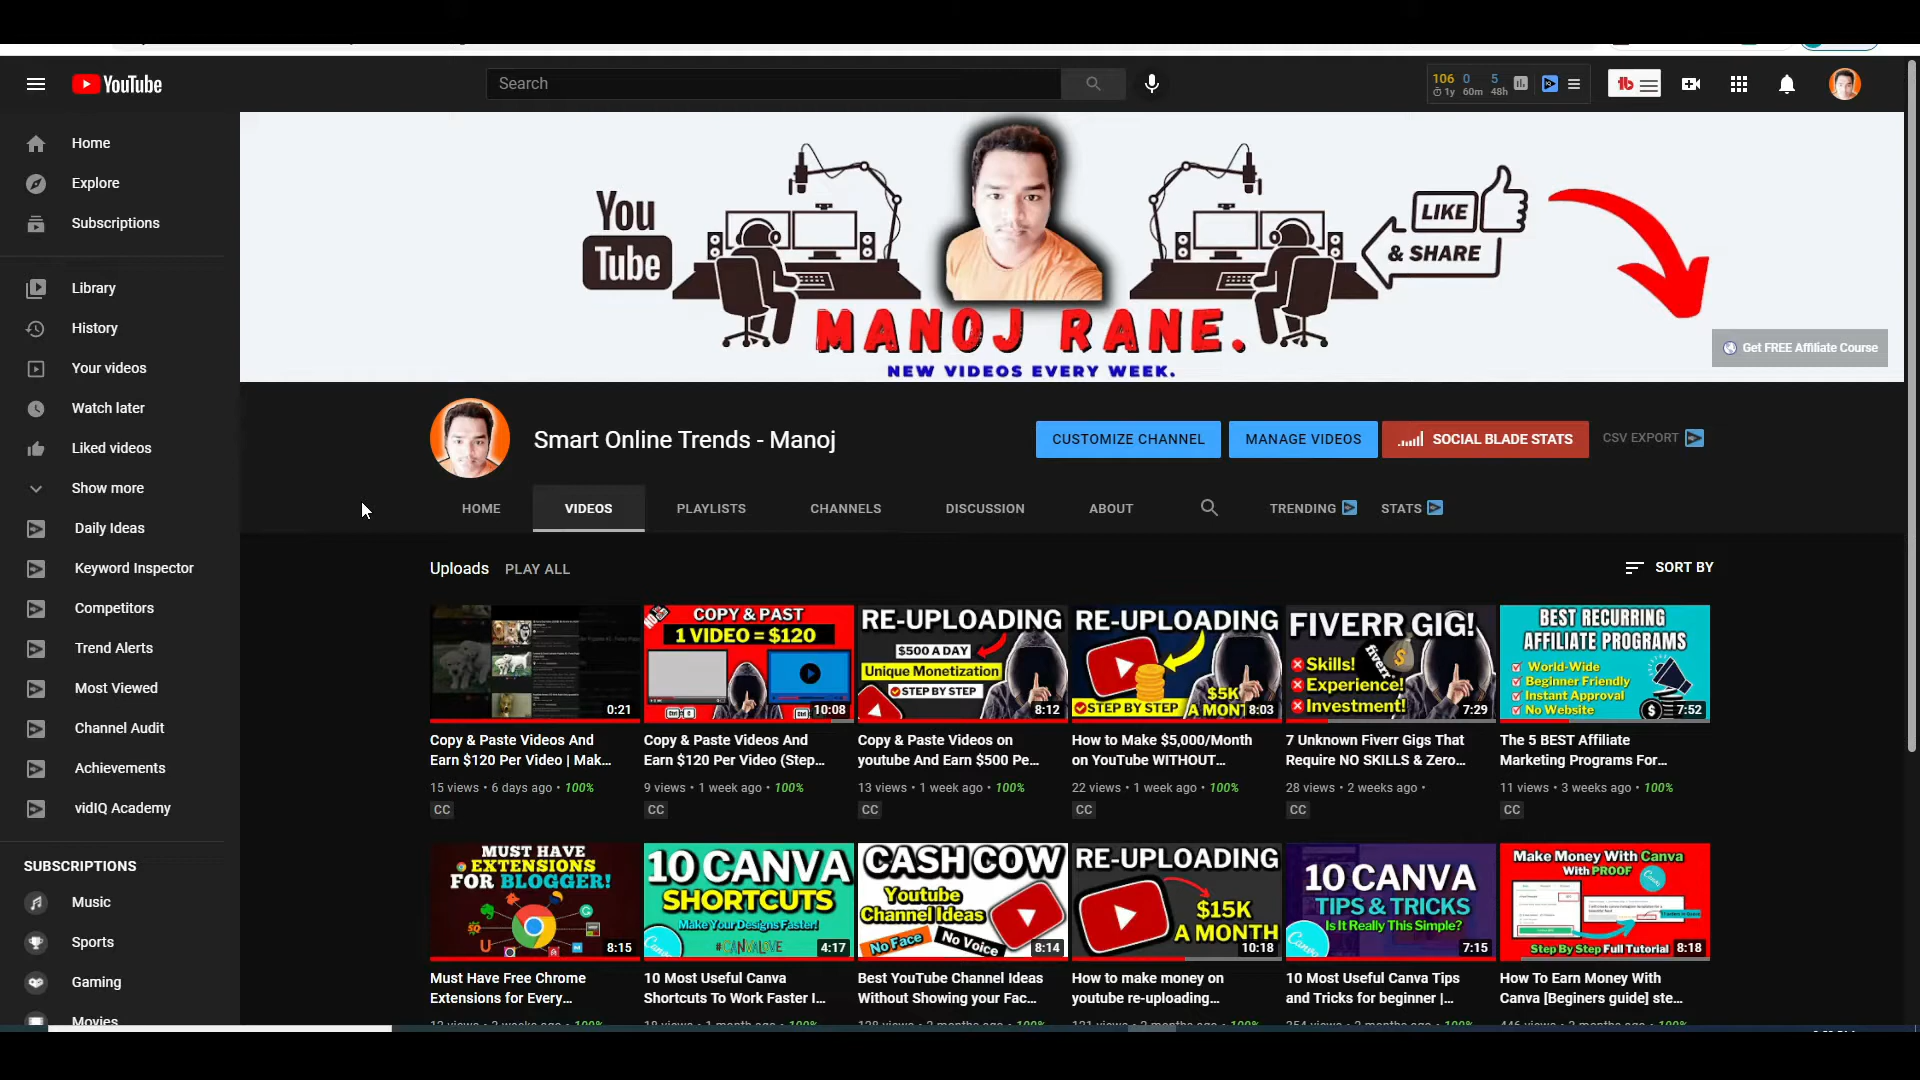 YouTube
Search
106 0 5
1y 60m 48h
Home
Explore
Subscriptions
Library
History
Your videos
Watch later
Liked videos
Show more
Daily Ideas
Keyword Inspector
Competitors
Trend Alerts
Most Viewed
Channel Audit
Achievements
vidIQ Academy
SUBSCRIPTIONS
Music
Sports
Gaming
Movies
You
Tube
LIKE
& SHARE
MANOJ RANE.
NEW VIDEOS EVERY WEEK.
Get FREE Affiliate Course
Smart Online Trends - Manoj
CUSTOMIZE CHANNEL
MANAGE VIDEOS
SOCIAL BLADE STATS
CSV EXPORT
HOME
VIDEOS
PLAYLISTS
CHANNELS
DISCUSSION
ABOUT
TRENDING
STATS
Uploads
PLAY ALL
SORT BY
0:21
Copy & Paste Videos And
Earn $120 Per Video | Mak...
15 views • 6 days ago • 100%
CC
COPY & PAST
1 VIDEO = $120
Ctrl C
Ctrl
10:08
Copy & Paste Videos And
Earn $120 Per Video (Step...
9 views • 1 week ago • 100%
CC
RE-UPLOADING
$500 A DAY
Unique Monetization
STEP BY STEP
8:12
Copy & Paste Videos on
youtube And Earn $500 Pe...
13 views • 1 week ago • 100%
CC
RE-UPLOADING
$5K
STEP BY STEP
A MONT
8:03
How to Make $5,000/Month
on YouTube WITHOUT...
22 views • 1 week ago • 100%
CC
FIVERR GIG!
Skills!
fiverr
Experience!
Investment!
7:29
7 Unknown Fiverr Gigs That
Require NO SKILLS & Zero...
28 views • 2 weeks ago •
CC
BEST RECURRING
AFFILIATE PROGRAMS
World-Wide
Beginner Friendly
Instant Approval
No Website
7:52
The 5 BEST Affiliate
Marketing Programs For...
11 views • 3 weeks ago • 100%
CC
MUST HAVE
EXTENSIONS
FOR BLOGGER!
8:15
Must Have Free Chrome
Extensions for Every...
10 CANVA
SHORTCUTS
Make Your Designs Faster!
#CANVALOVE
Canva
4:17
10 Most Useful Canva
Shortcuts To Work Faster I...
CASH COW
Youtube
Channel Ideas
No Face
No Voice
8:14
Best YouTube Channel Ideas
Without Showing your Fac...
RE-UPLOADING
$15K
A MONTH
10:18
How to make money on
youtube re-uploading...
10 CANVA
TIPS & TRICKS
Is It Really This Simple?
Canva
7:15
10 Most Useful Canva Tips
and Tricks for beginner |...
Make Money With Canva
With PROOF
Canva
Step By Step Full Tutorial
8:18
How To Earn Money With
Canva [Beginers guide] ste...